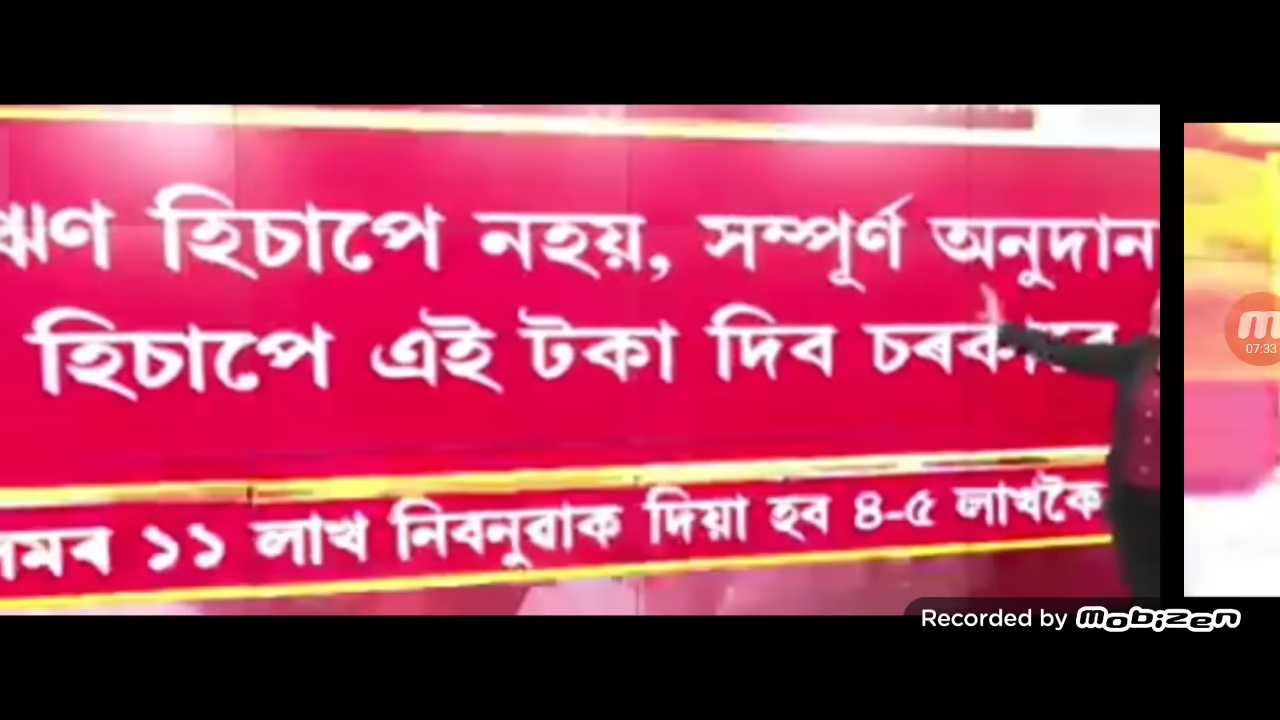 ঋণ হিচাপে নহয়, সম্পূৰ্ণ অনুদান
হিচাপে এই টকা দিব চৰকাৰে
১১ লাখ নিবনুৱাক দিয়া হব ৪-৫ লাখকৈ
07:33
Recorded by mobizen